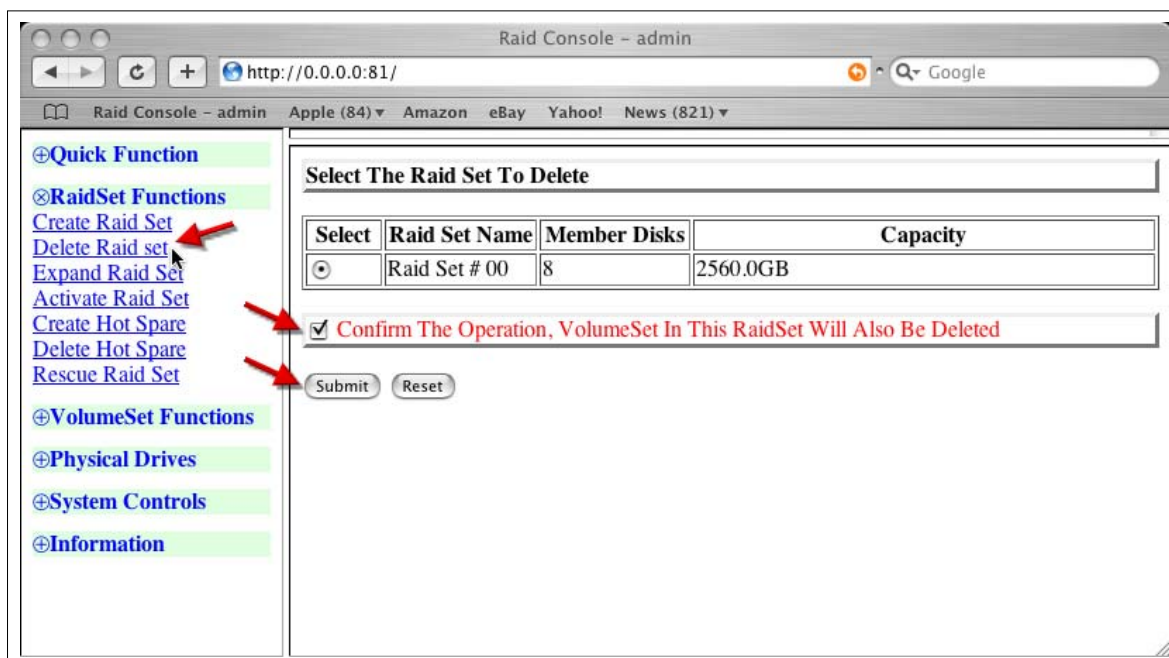 Raid Console – admin
http://0.0.0.0:81/
Google
Raid Console – admin Apple (84) Amazon eBay Yahoo! News (821)
Quick Function
RaidSet Functions
Create Raid Set
Delete Raid set
Expand Raid Set
Activate Raid Set
Create Hot Spare
Delete Hot Spare
Rescue Raid Set
VolumeSet Functions
Physical Drives
System Controls
Information
Select The Raid Set To Delete
Select Raid Set Name Member Disks Capacity
Raid Set # 00 8 2560.0GB
Confirm The Operation, VolumeSet In This RaidSet Will Also Be Deleted
Submit Reset